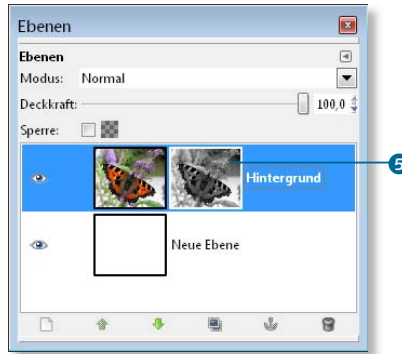 Ebenen
Ebenen
Modus: Normal
Deckkraft: 100,0
Sperre:
Hintergrund
5
Neue Ebene